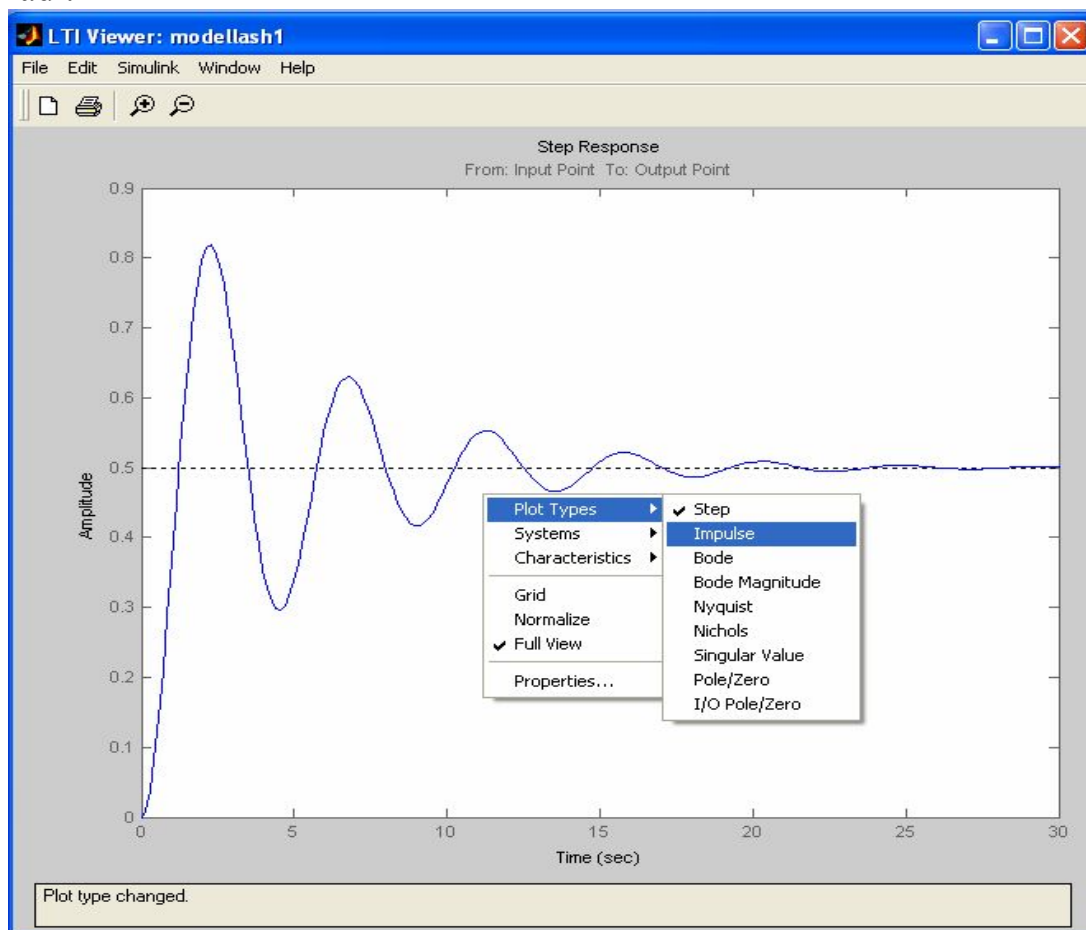 LTI Viewer: modellash1
File Edit Simulink Window Help
Step Response
From: Input Point To: Output Point
Amplitude
0.9
0.8
0.7
0.6
0.5
0.4
0.3
0.2
0.1
0
0 5 10 15 20 25 30
Time (sec)
Plot Types
Systems
Characteristics
Grid
Normalize
Full View
Properties...
Step
Impulse
Bode
Bode Magnitude
Nyquist
Nichols
Singular Value
Pole/Zero
I/O Pole/Zero
Plot type changed.